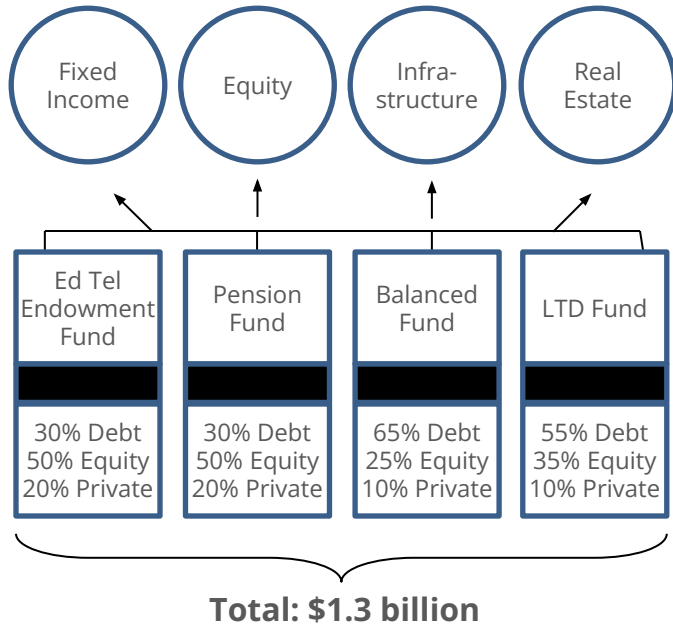 Fixed
Income
Equity
Infra-
structure
Real
Estate
Ed Tel
Endowment
Fund
Pension
Fund
Balanced
Fund
LTD Fund
30% Debt
50% Equity
20% Private
30% Debt
50% Equity
20% Private
65% Debt
25% Equity
10% Private
55% Debt
35% Equity
10% Private
Total: $1.3 billion